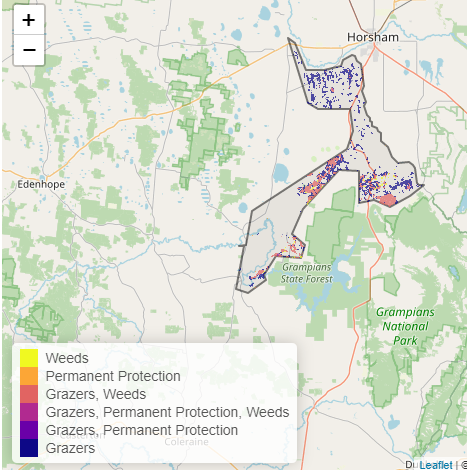 +
−
Horsham
Edenhope
Grampians
State Forest
Grampians
National
Park
Weeds
Permanent Protection
Grazers, Weeds
Grazers, Permanent Protection, Weeds
Grazers, Permanent Protection
Grazers
Coleraine
Leaflet | ©